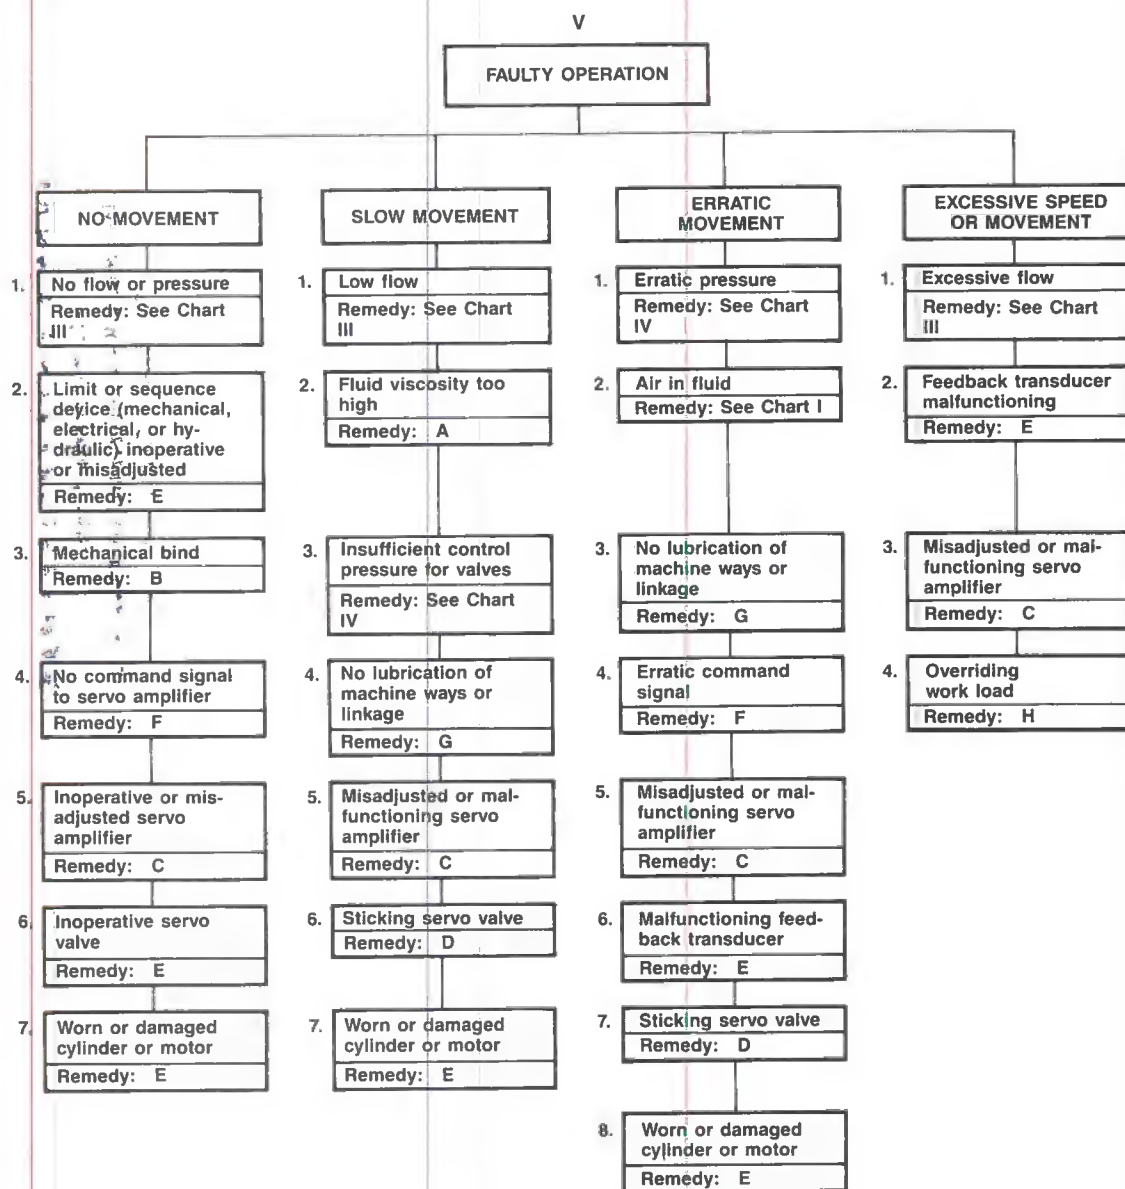 V
FAULTY OPERATION
NO MOVEMENT
1. No flow or pressure
Remedy: See Chart
III
2. Limit or sequence
device (mechanical,
electrical, or hy-
draulic) inoperative
or misadjusted
Remedy: E
3. Mechanical bind
Remedy: B
4. No command signal
to servo amplifier
Remedy: F
5. Inoperative or mis-
adjusted servo
amplifier
Remedy: C
6. Inoperative servo
valve
Remedy: E
7. Worn or damaged
cylinder or motor
Remedy: E
SLOW MOVEMENT
1. Low flow
Remedy: See Chart
III
2. Fluid viscosity too
high
Remedy: A
3. Insufficient control
pressure for valves
Remedy: See Chart
IV
4. No lubrication of
machine ways or
linkage
Remedy: G
5. Misadjusted or mal-
functioning servo
amplifier
Remedy: C
6. Sticking servo valve
Remedy: D
7. Worn or damaged
cylinder or motor
Remedy: E
ERRATIC
MOVEMENT
1. Erratic pressure
Remedy: See Chart
IV
2. Air in fluid
Remedy: See Chart I
3. No lubrication of
machine ways or
linkage
Remedy: G
4. Erratic command
signal
Remedy: F
5. Misadjusted or mal-
functioning servo
amplifier
Remedy: C
6. Malfunctioning feed-
back transducer
Remedy: E
7. Sticking servo valve
Remedy: D
8. Worn or damaged
cylinder or motor
Remedy: E
EXCESSIVE SPEED
OR MOVEMENT
1. Excessive flow
Remedy: See Chart
III
2. Feedback transducer
malfunctioning
Remedy: E
3. Misadjusted or mal-
functioning servo
amplifier
Remedy: C
4. Overriding
work load
Remedy: H